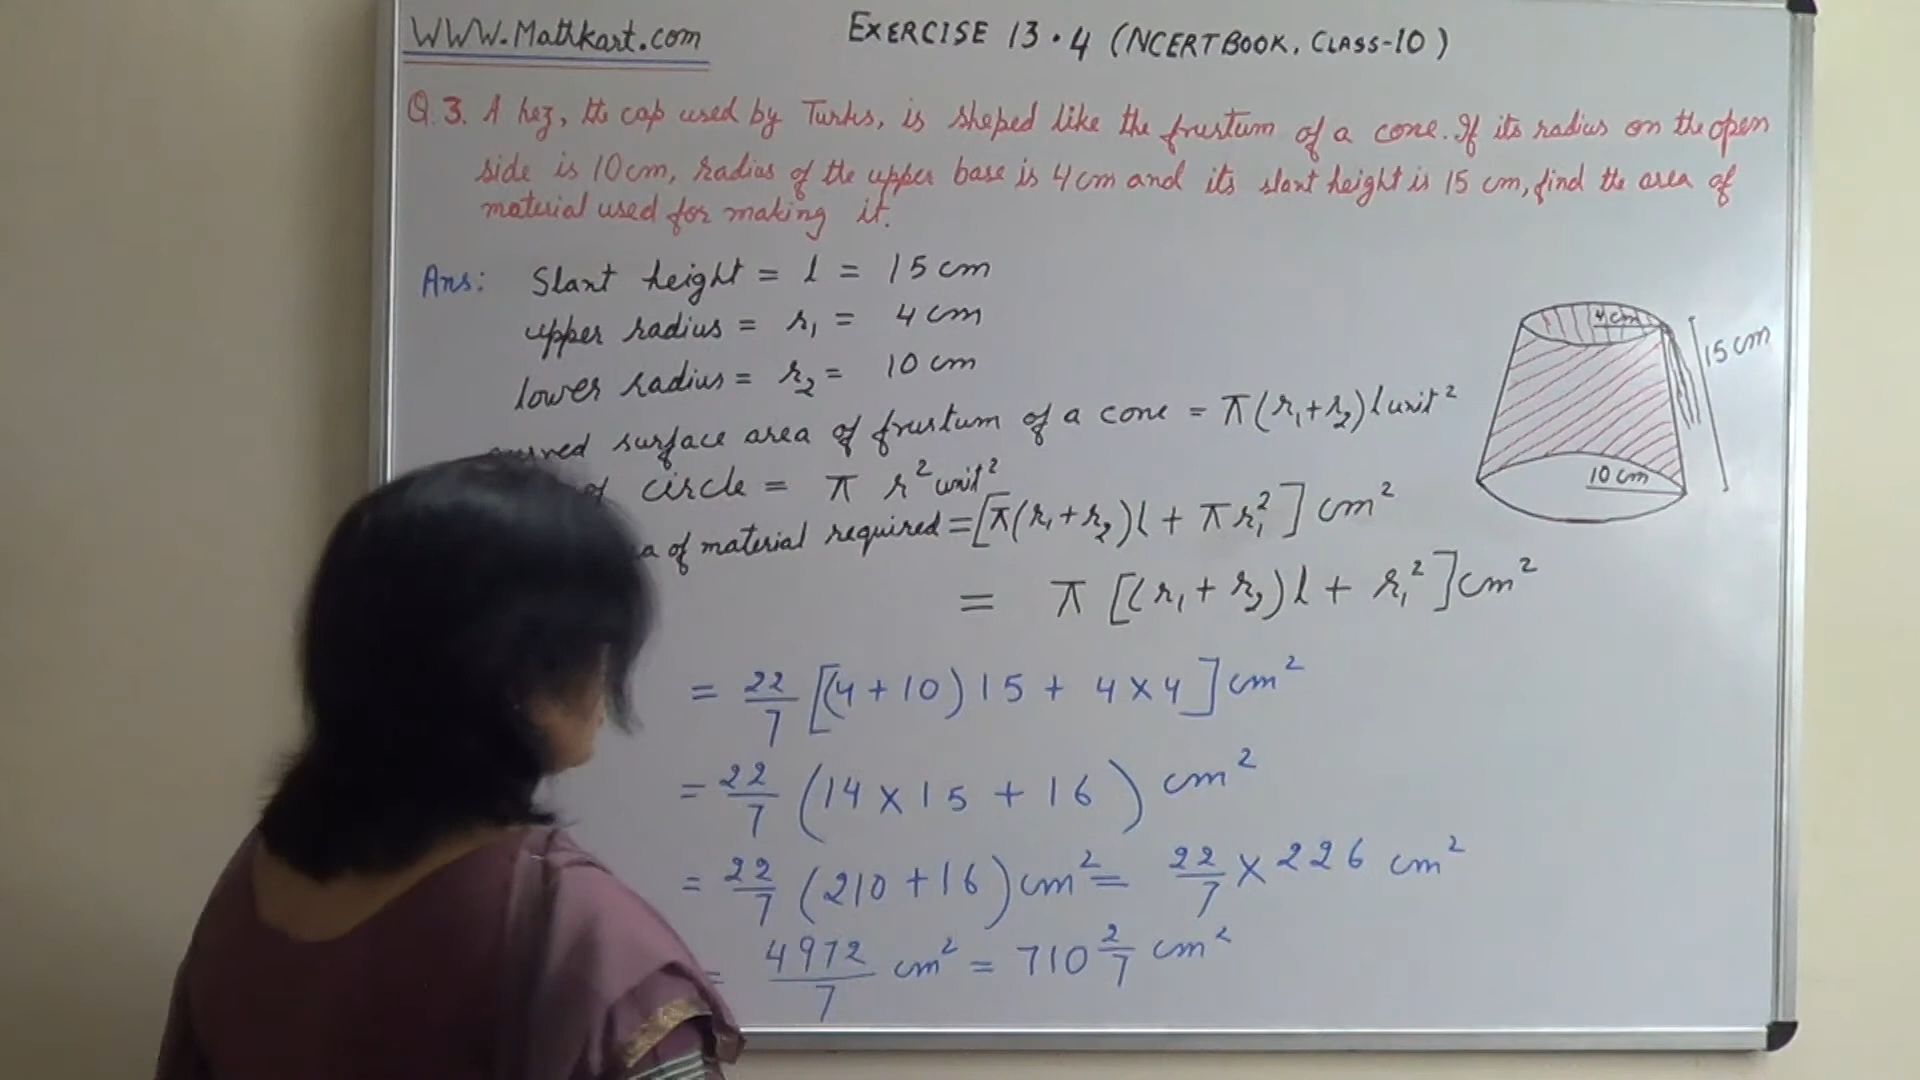 WWW.Mathkart.com
EXERCISE 13.4 (NCERT BOOK, CLASS-10)
Q.3. A hez, the cap used by Turks, is shaped like the frustum of a cone. If its radius on the open
side is 10cm, radius of the upper base is 4cm and its slant height is 15 cm, find the area of
material used for making it.
Ans: Slant height = l = 15 cm
upper radius = r₁ = 4 cm
lower radius = r₂ = 10 cm
curved surface area of frustum of a cone = π(r₁+r₂)l unit²
of circle = π r² unit²
of material required = [π(r₁+r₂)l + πr₁²] cm²
= π [(r₁+r₂)l + r₁²] cm²
= 22/7 [(4+10)15 + 4×4] cm²
= 22/7 (14×15+16) cm²
= 22/7 (210+16) cm² = 22/7 × 226 cm²
= 4972/7 cm² = 710 2/7 cm²
4 cm
15 cm
10 cm